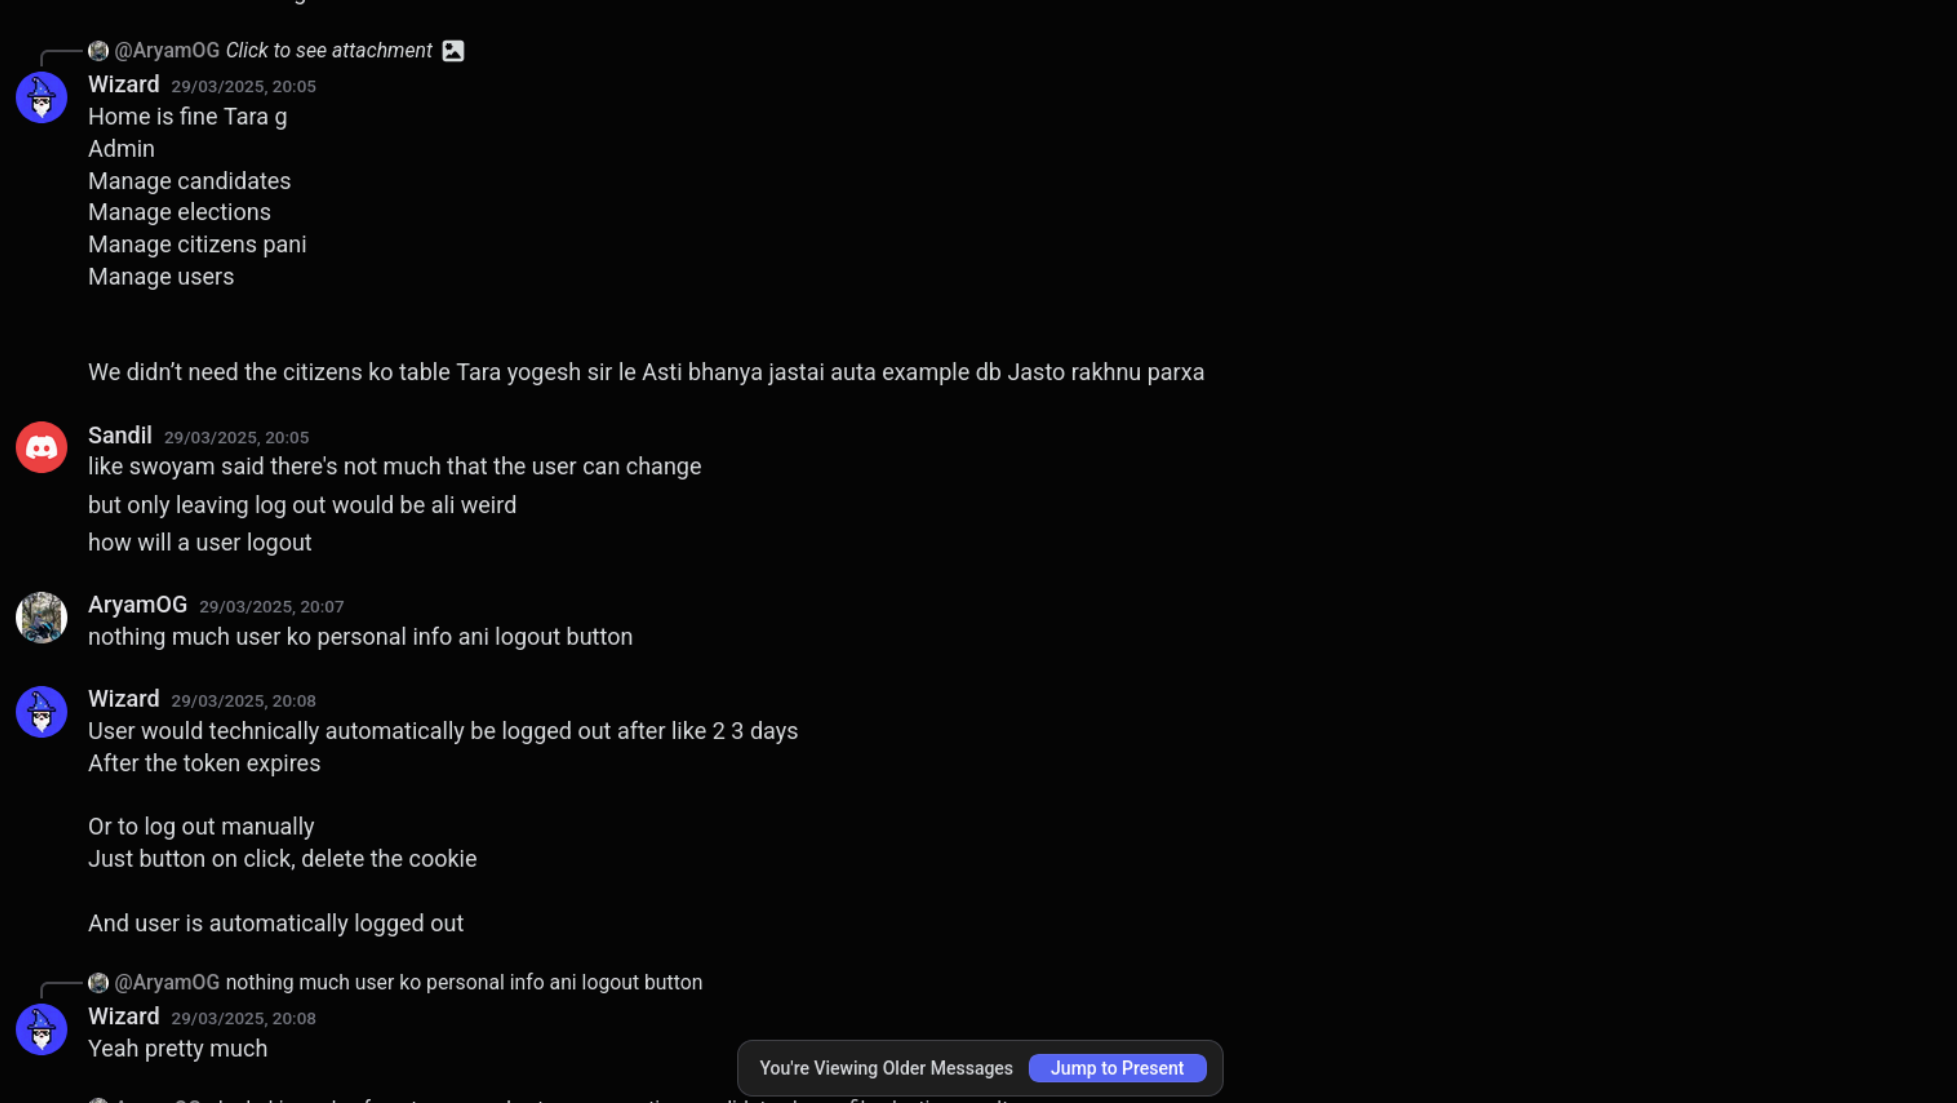 @AryamOG Click to see attachment
Wizard 29/03/2025, 20:05
Home is fine Tara g
Admin
Manage candidates
Manage elections
Manage citizens pani
Manage users
We didn’t need the citizens ko table Tara yogesh sir le Asti bhanya jastai auta example db Jasto rakhnu parxa
Sandil 29/03/2025, 20:05
like swoyam said there's not much that the user can change
but only leaving log out would be ali weird
how will a user logout
AryamOG 29/03/2025, 20:07
nothing much user ko personal info ani logout button
Wizard 29/03/2025, 20:08
User would technically automatically be logged out after like 2 3 days
After the token expires
Or to log out manually
Just button on click, delete the cookie
And user is automatically logged out
@AryamOG nothing much user ko personal info ani logout button
Wizard 29/03/2025, 20:08
Yeah pretty much
You're Viewing Older Messages Jump to Present